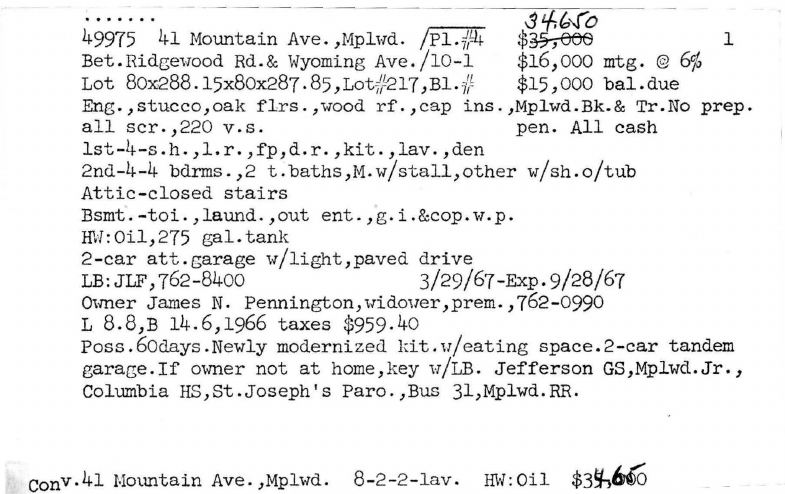 .......
34,650
49975 41 Mountain Ave.,Mplwd. /Pl.#4 $35,000 1
Bet.Ridgewood Rd.& Wyoming Ave./10-1 $16,000 mtg. @ 6%
Lot 80x288.15x80x287.85,Lot#217,Bl.# $15,000 bal.due
Eng.,stucco,oak flrs.,wood rf.,cap ins.,Mplwd.Bk.& Tr.No prep.
all scr.,220 v.s. pen. All cash
1st-4-s.h.,l.r.,fp,d.r.,kit.,lav.,den
2nd-4-4 bdrms.,2 t.baths,M.w/stall,other w/sh.o/tub
Attic-closed stairs
Bsmt.-toi.,laund.,out ent.,g.i.&cop.w.p.
HW:Oil,275 gal.tank
2-car att.garage w/light,paved drive
LB:JLF,762-8400 3/29/67-Exp.9/28/67
Owner James N. Pennington,widower,prem.,762-0990
L 8.8,B 14.6,1966 taxes $959.40
Poss.60days.Newly modernized kit.w/eating space.2-car tandem
garage.If owner not at home,key w/LB. Jefferson GS,Mplwd.Jr.,
Columbia HS,St.Joseph's Paro.,Bus 31,Mplwd.RR.
Conv.41 Mountain Ave.,Mplwd. 8-2-2-lav. HW:Oil $34,650